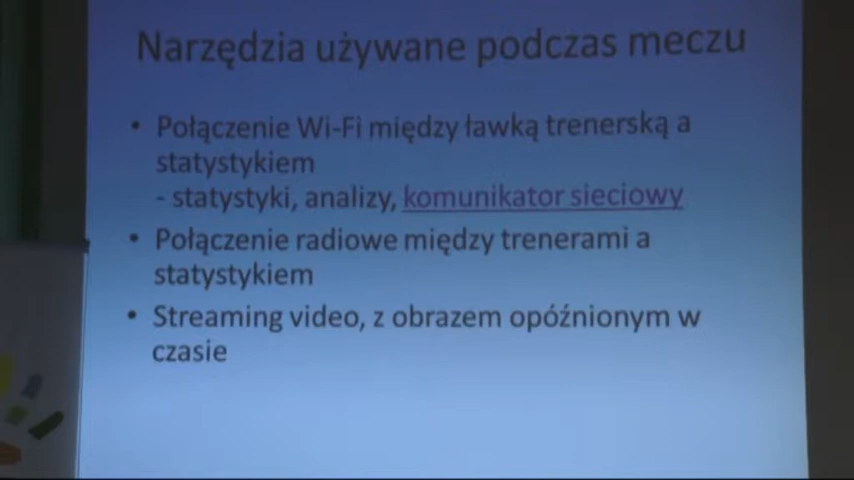 Narzędzia używane podczas meczu
• Połączenie Wi-Fi między ławką trenerską a
statystykiem
- statystyki, analizy, komunikator sieciowy
• Połączenie radiowe między trenerami a
statystykiem
• Streaming video, z obrazem opóźnionym w
czasie